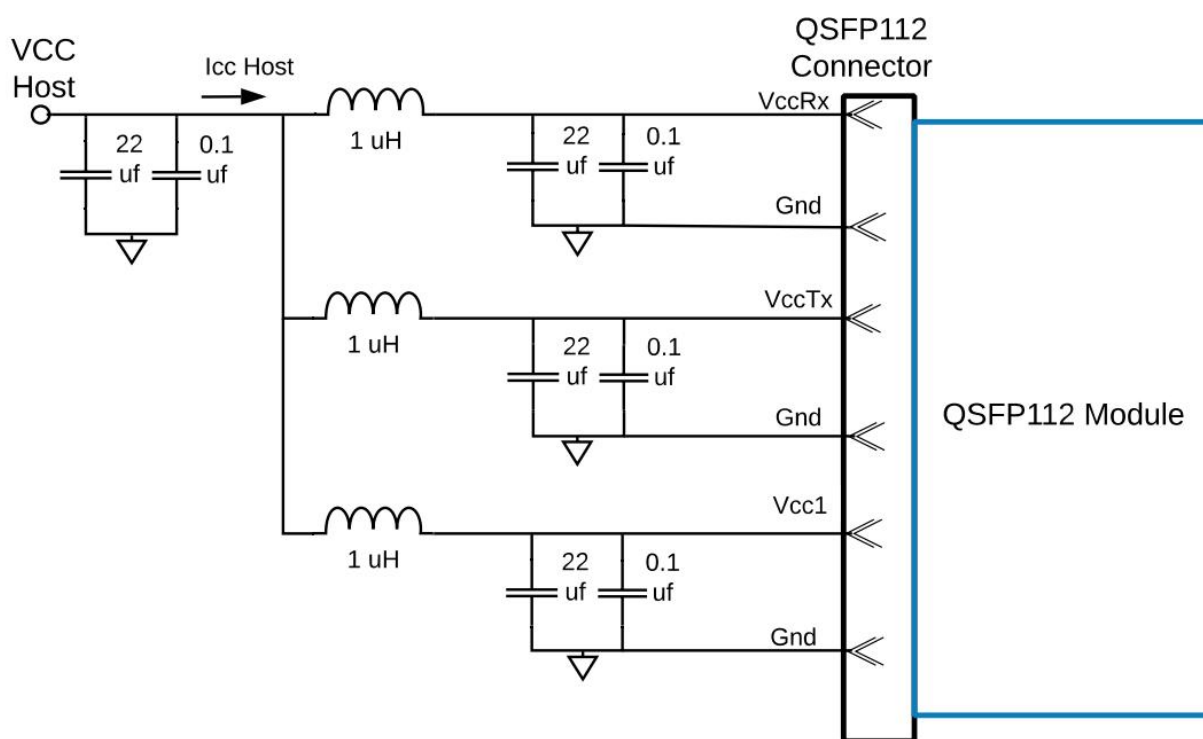 QSFP112
Connector
VCC
Host
Icc Host
VccRx
1 uH
22
uf
0.1
uf
22
uf
0.1
uf
Gnd
VccTx
1 uH
22
uf
0.1
uf
Gnd
QSFP112 Module
Vcc1
1 uH
22
uf
0.1
uf
Gnd